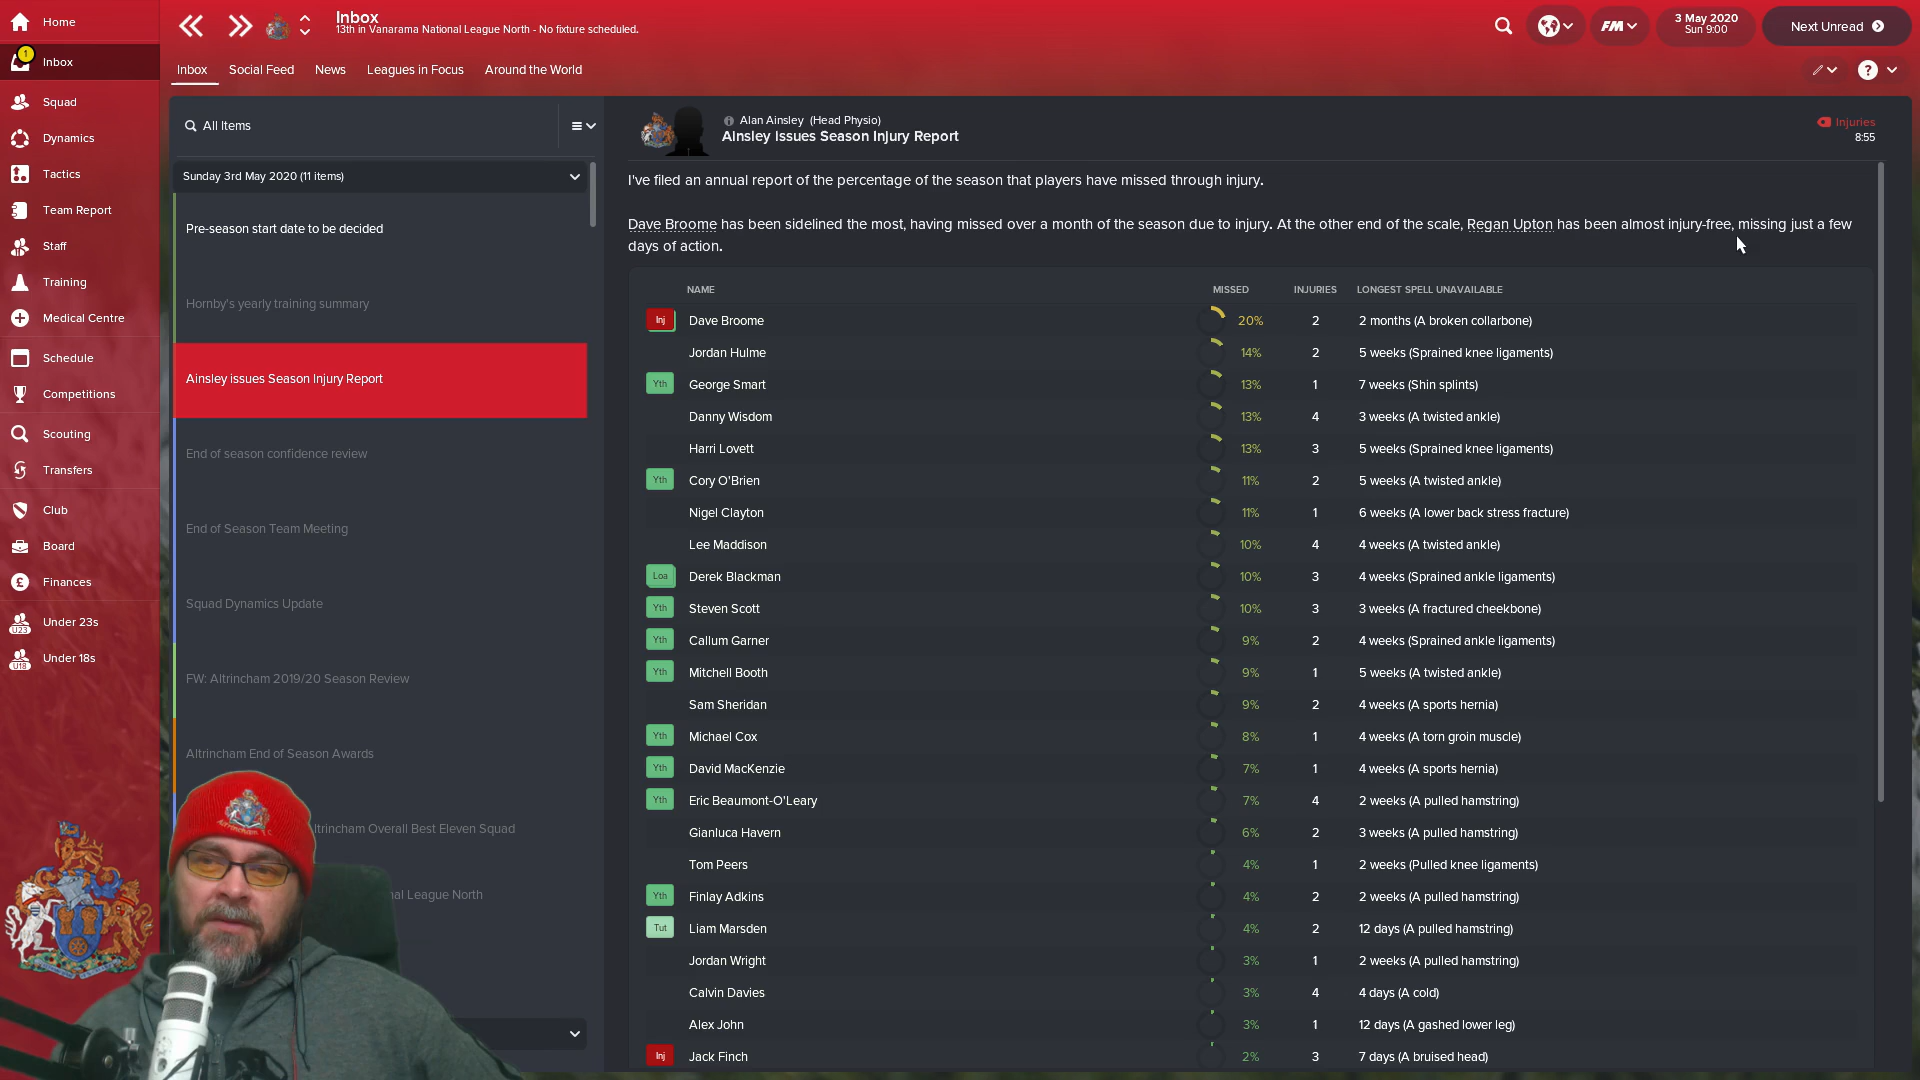 Home
Inbox
13th in Vanarama National League North - No fixture scheduled.
FM
3 May 2020
Sun 9:00
Next Unread
1
Inbox
Inbox
Social Feed
News
Leagues in Focus
Around the World
?
Squad
Dynamics
Tactics
Team Report
Staff
Training
Medical Centre
Schedule
Competitions
Scouting
Transfers
Club
Board
Finances
U23
Under 23s
U18
Under 18s
All Items
Sunday 3rd May 2020 (11 items)
Pre-season start date to be decided
Hornby's yearly training summary
Ainsley issues Season Injury Report
End of season confidence review
End of Season Team Meeting
Squad Dynamics Update
FW: Altrincham 2019/20 Season Review
Altrincham End of Season Awards
ltrincham Overall Best Eleven Squad
nal League North
Alan Ainsley (Head Physio)
Ainsley issues Season Injury Report
Injuries
8:55
I've filed an annual report of the percentage of the season that players have missed through injury.
Dave Broome has been sidelined the most, having missed over a month of the season due to injury. At the other end of the scale, Regan Upton has been almost injury-free, missing just a few
days of action.
NAME MISSED INJURIES LONGEST SPELL UNAVAILABLE
Inj Dave Broome 20% 2 2 months (A broken collarbone)
Jordan Hulme 14% 2 5 weeks (Sprained knee ligaments)
Yth George Smart 13% 1 7 weeks (Shin splints)
Danny Wisdom 13% 4 3 weeks (A twisted ankle)
Harri Lovett 13% 3 5 weeks (Sprained knee ligaments)
Yth Cory O'Brien 11% 2 5 weeks (A twisted ankle)
Nigel Clayton 11% 1 6 weeks (A lower back stress fracture)
Lee Maddison 10% 4 4 weeks (A twisted ankle)
Loa Derek Blackman 10% 3 4 weeks (Sprained ankle ligaments)
Yth Steven Scott 10% 3 3 weeks (A fractured cheekbone)
Yth Callum Garner 9% 2 4 weeks (Sprained ankle ligaments)
Yth Mitchell Booth 9% 1 5 weeks (A twisted ankle)
Sam Sheridan 9% 2 4 weeks (A sports hernia)
Yth Michael Cox 8% 1 4 weeks (A torn groin muscle)
Yth David MacKenzie 7% 1 4 weeks (A sports hernia)
Yth Eric Beaumont-O'Leary 7% 4 2 weeks (A pulled hamstring)
Gianluca Havern 6% 2 3 weeks (A pulled hamstring)
Tom Peers 4% 1 2 weeks (Pulled knee ligaments)
Yth Finlay Adkins 4% 2 2 weeks (A pulled hamstring)
Tut Liam Marsden 4% 2 12 days (A pulled hamstring)
Jordan Wright 3% 1 2 weeks (A pulled hamstring)
Calvin Davies 3% 4 4 days (A cold)
Alex John 3% 1 12 days (A gashed lower leg)
Inj Jack Finch 2% 3 7 days (A bruised head)